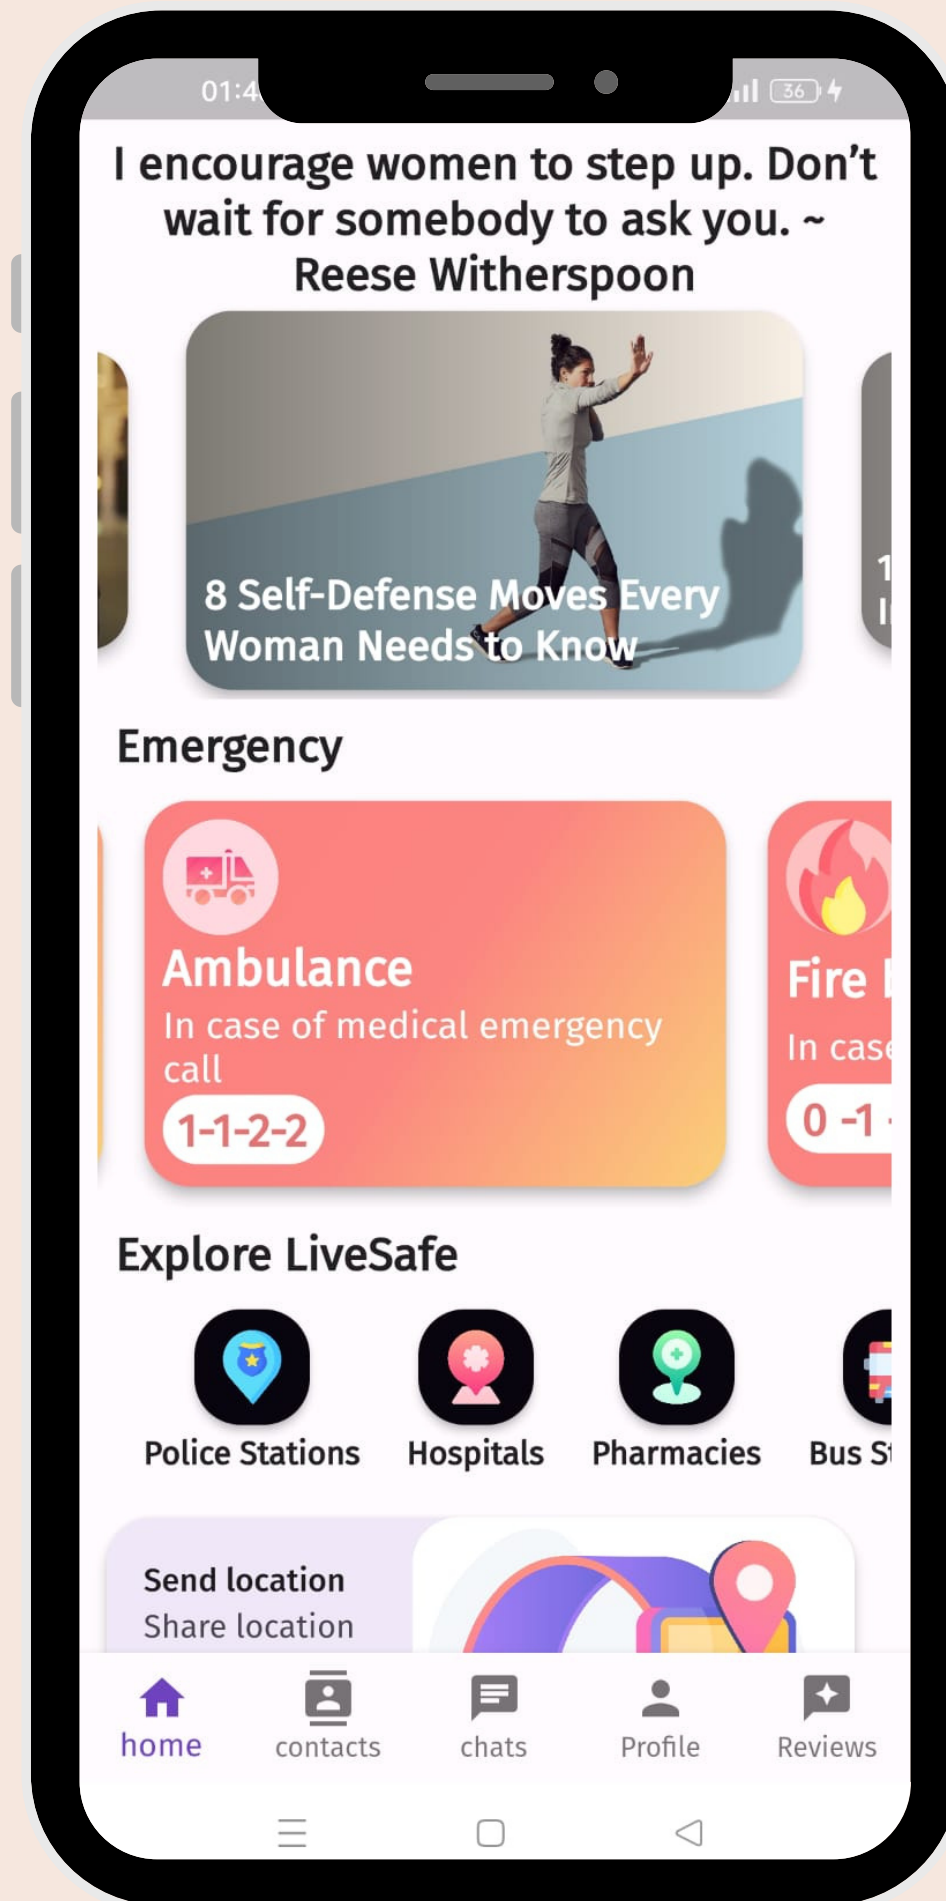 36
I encourage women to step up. Don’t
wait for somebody to ask you. ~
Reese Witherspoon
8 Self-Defense Moves Every
Woman Needs to Know
Emergency
Ambulance
In case of medical emergency
call
1-1-2-2
Fire
In case
0 -1
Explore LiveSafe
Police Stations Hospitals Pharmacies Bus
Send location
Share location
home contacts chats Profile Reviews